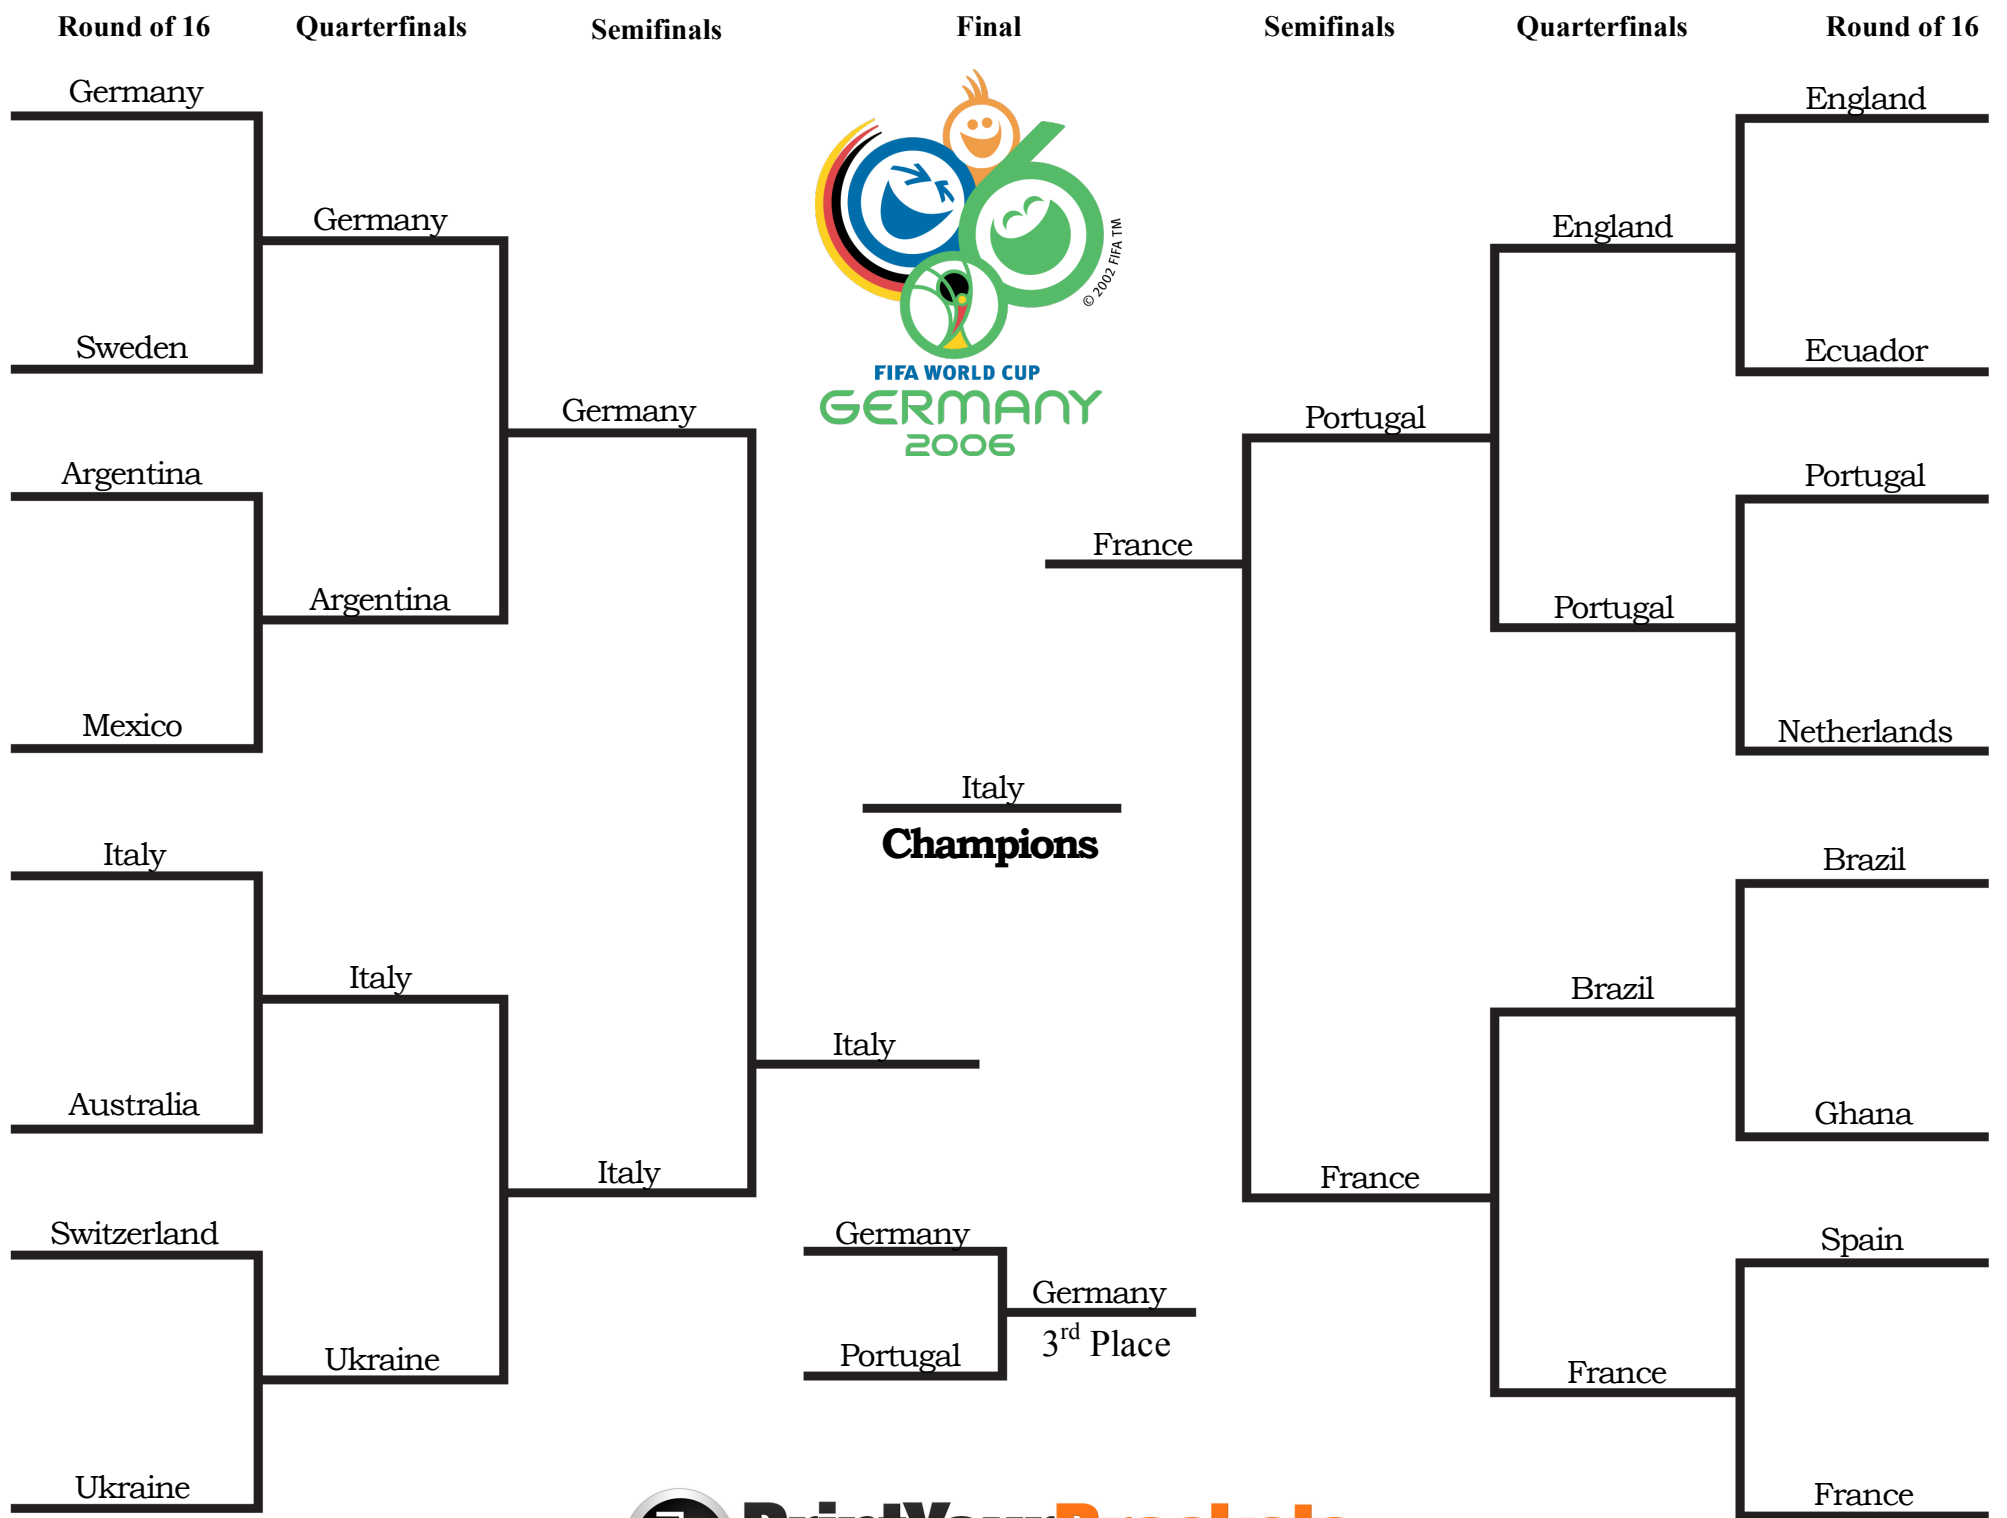 Round of 16 Quarterfinals Semifinals Final Semifinals Quarterfinals Round of 16
Germany
Sweden
Argentina
Mexico
Italy
Australia
Switzerland
Ukraine
Germany
Argentina
Italy
Ukraine
Germany
Italy
Italy
© 2002 FIFA TM
FIFA WORLD CUP
GERMANY
2006
France
Italy
Champions
Germany
Portugal
Germany
3rd Place
Portugal
France
England
Portugal
Brazil
France
England
Ecuador
Portugal
Netherlands
Brazil
Ghana
Spain
France
PrintYourBrackets